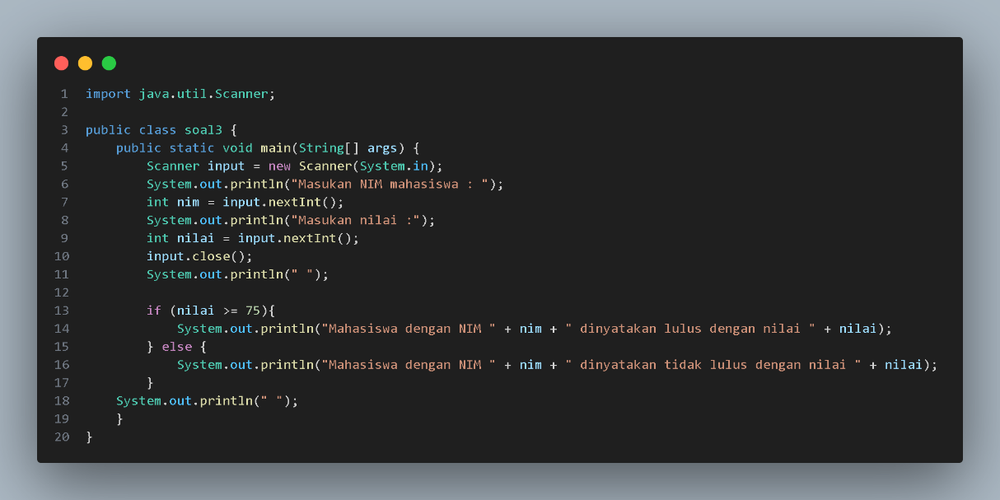 1 import java.util.Scanner;
2
3 public class soal3 {
4     public static void main(String[] args) {
5         Scanner input = new Scanner(System.in);
6         System.out.println("Masukan NIM mahasiswa : ");
7         int nim = input.nextInt();
8         System.out.println("Masukan nilai :");
9         int nilai = input.nextInt();
10         input.close();
11         System.out.println(" ");
12
13         if (nilai >= 75){
14             System.out.println("Mahasiswa dengan NIM " + nim + " dinyatakan lulus dengan nilai " + nilai);
15         } else {
16             System.out.println("Mahasiswa dengan NIM " + nim + " dinyatakan tidak lulus dengan nilai " + nilai);
17         }
18     System.out.println(" ");
19     }
20 }